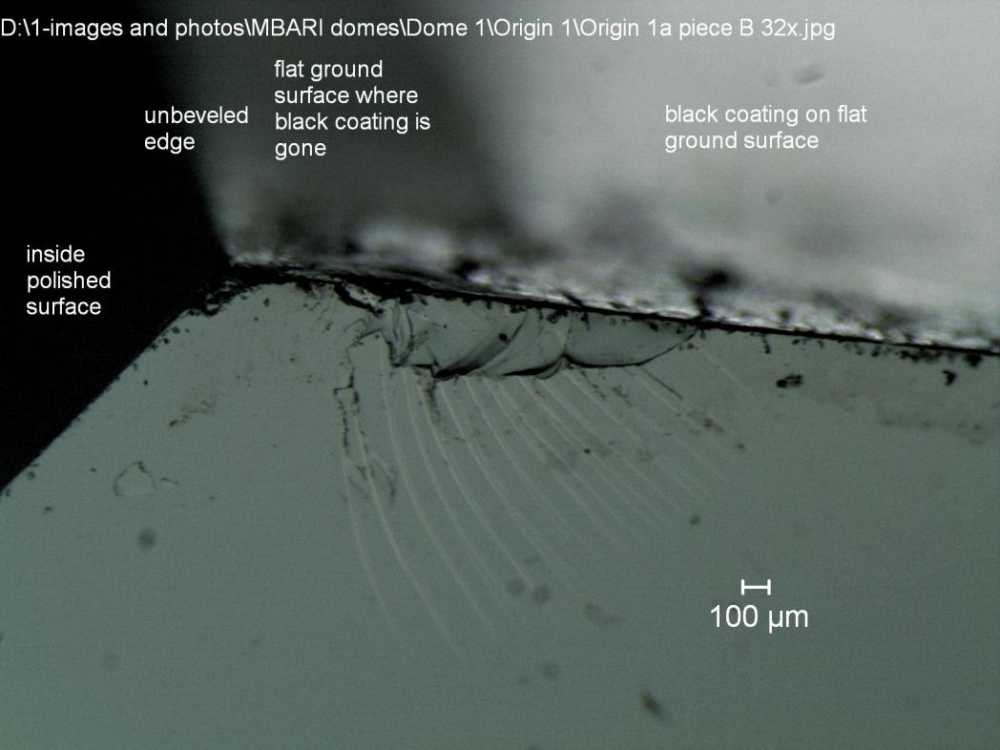 D:\1-images and photos\MBARI domes\Dome 1\Origin 1\Origin 1a piece B 32x.jpg
unbeveled
edge
flat ground
surface where
black coating is
gone
black coating on flat
ground surface
inside
polished
surface
100 µm